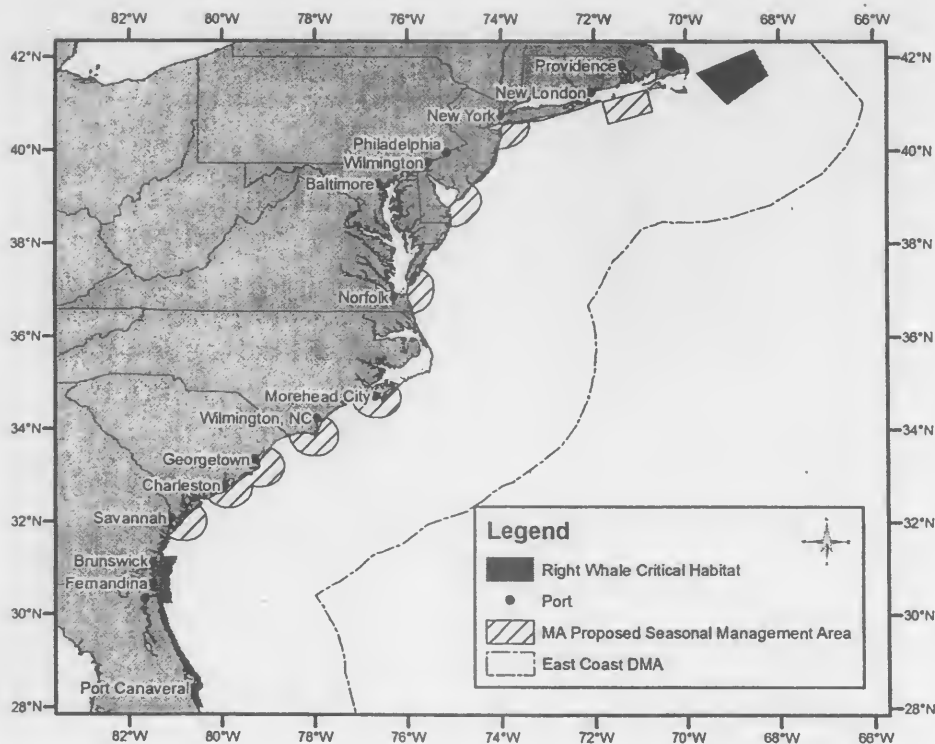 82°W 80°W 78°W 76°W 74°W 72°W 70°W 68°W 66°W
42°N 42°N
Providence
New London
New York
40°N 40°N
Philadelphia
Wilmington
Baltimore
38°N 38°N
Norfolk
36°N 36°N
Morehead City
Wilmington, NC
34°N 34°N
Georgetown
Charleston
32°N 32°N
Savannah
Legend
Brunswick
Right Whale Critical Habitat
Fernandina
Port
30°N 30°N
MA Proposed Seasonal Management Area
East Coast DMA
Port Canaveral
28°N 28°N
82°W 80°W 78°W 76°W 74°W 72°W 70°W 68°W 66°W